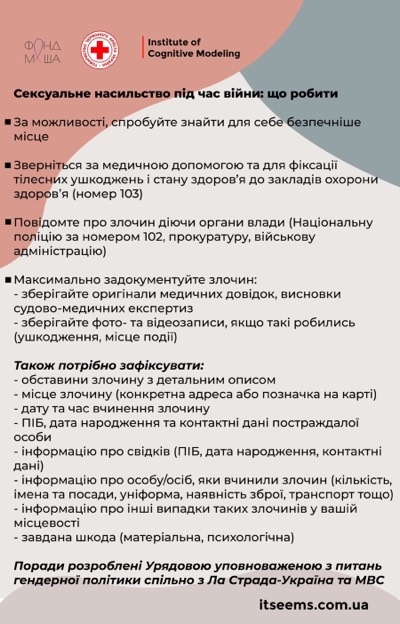 ФОНД
МАША
Institute of
Cognitive Modeling
Сексуальне насильство під час війни: що робити
■ За можливості, спробуйте знайти для себе безпечніше
місце
■ Зверніться за медичною допомогою та для фіксації
тілесних ушкоджень і стану здоров'я до закладів охорони
здоров'я (номер 103)
■ Повідомте про злочин діючи органи влади (Національну
поліцію за номером 102, прокуратуру, військову
адміністрацію)
■ Максимально задокументуйте злочин:
- зберігайте оригінали медичних довідок, висновки
судово-медичних експертиз
- зберігайте фото- та відеозаписи, якщо такі робились
(ушкодження, місце події)
Також потрібно зафіксувати:
- обставини злочину з детальним описом
- місце злочину (конкретна адреса або позначка на карті)
- дату та час вчинення злочину
- ПІБ, дата народження та контактні дані постраждалої
особи
- інформацію про свідків (ПІБ, дата народження, контактні
дані)
- інформацію про особу/осіб, яки вчинили злочин (кількість,
імена та посади, уніформа, наявність зброї, транспорт тощо)
- інформацію про інші випадки таких злочинів у вашій
місцевості
- завдана шкода (матеріальна, психологічна)
Поради розроблені Урядовою уповноваженою з питань
гендерної політики спільно з Ла Страда-Україна та МВС
itseems.com.ua